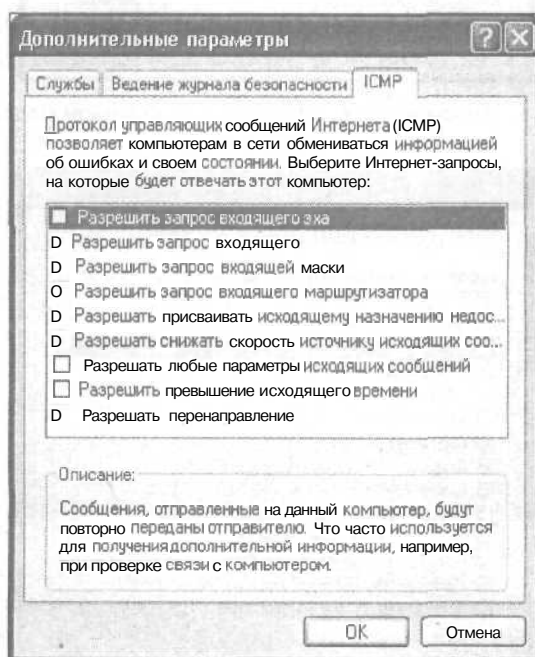 Дополнительные параметры
Службы Ведение журнала безопасности ICMP
Протокол управляющих сообщений Интернета (ICMP)
позволяет компьютерам в сети обмениваться информацией
об ошибках и своем состоянии. Выберите Интернет-запросы,
на которые будет отвечать этот компьютер:
Разрешить запрос входящего эха
D Разрешить запрос входящего
D Разрешить запрос входящей маски
O Разрешить запрос входящего маршрутизатора
D Разрешать присваивать исходящему назначению недос...
D Разрешать снижать скорость источнику исходящих соо...
Разрешать любые параметры исходящих сообщений
Разрешить превышение исходящего времени
D Разрешать перенаправление
Описание:
Сообщения, отправленные на данный компьютер, будут
повторно переданы отправителю. Что часто используется
для получения дополнительной информации, например,
при проверке связи с компьютером.
OK Отмена